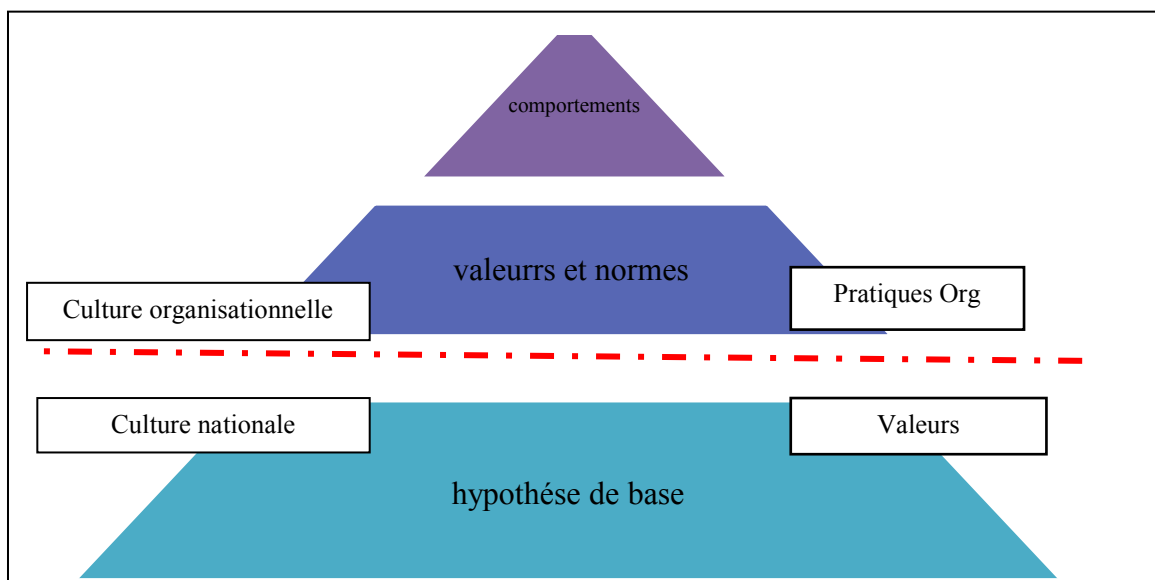 comportements
valeurrs et normes
Culture organisationnelle
Pratiques Org
Culture nationale
Valeurs
hypothése de base